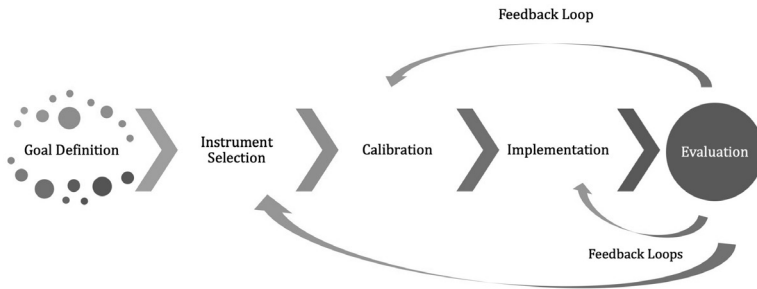 Feedback Loop
Goal Definition
Instrument
Selection
Calibration
Implementation
Evaluation
Feedback Loops